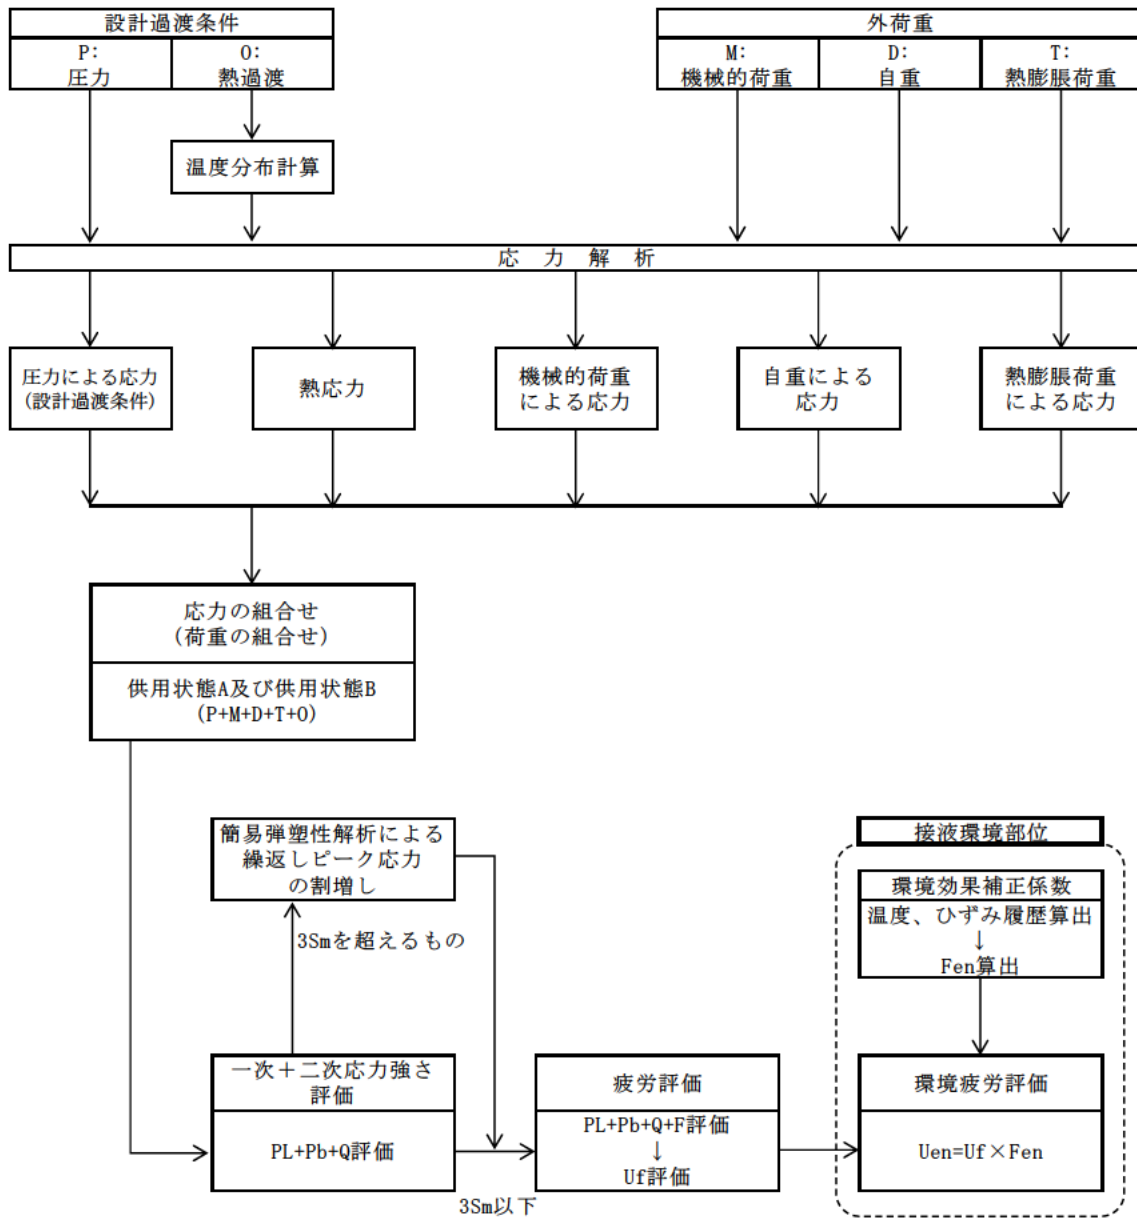 設計過渡条件
P:
圧力
O:
熱過渡
外荷重
M:
機械的荷重
D:
自重
T:
熱膨脹荷重
温度分布計算
応 力 解 析
圧力による応力
(設計過渡条件)
熱応力
機械的荷重
による応力
自重による
応力
熱膨脹荷重
による応力
応力の組合せ
(荷重の組合せ)
供用状態A及び供用状態B
(P+M+D+T+O)
簡易弾塑性解析による
繰返しピーク応力
の割増し
3Smを超えるもの
一次＋二次応力強さ
評価
PL+Pb+Q評価
3Sm以下
疲労評価
PL+Pb+Q+F評価
↓
Uf評価
接液環境部位
環境効果補正係数
温度、ひずみ履歴算出
↓
Fen算出
環境疲労評価
Uen=Uf×Fen